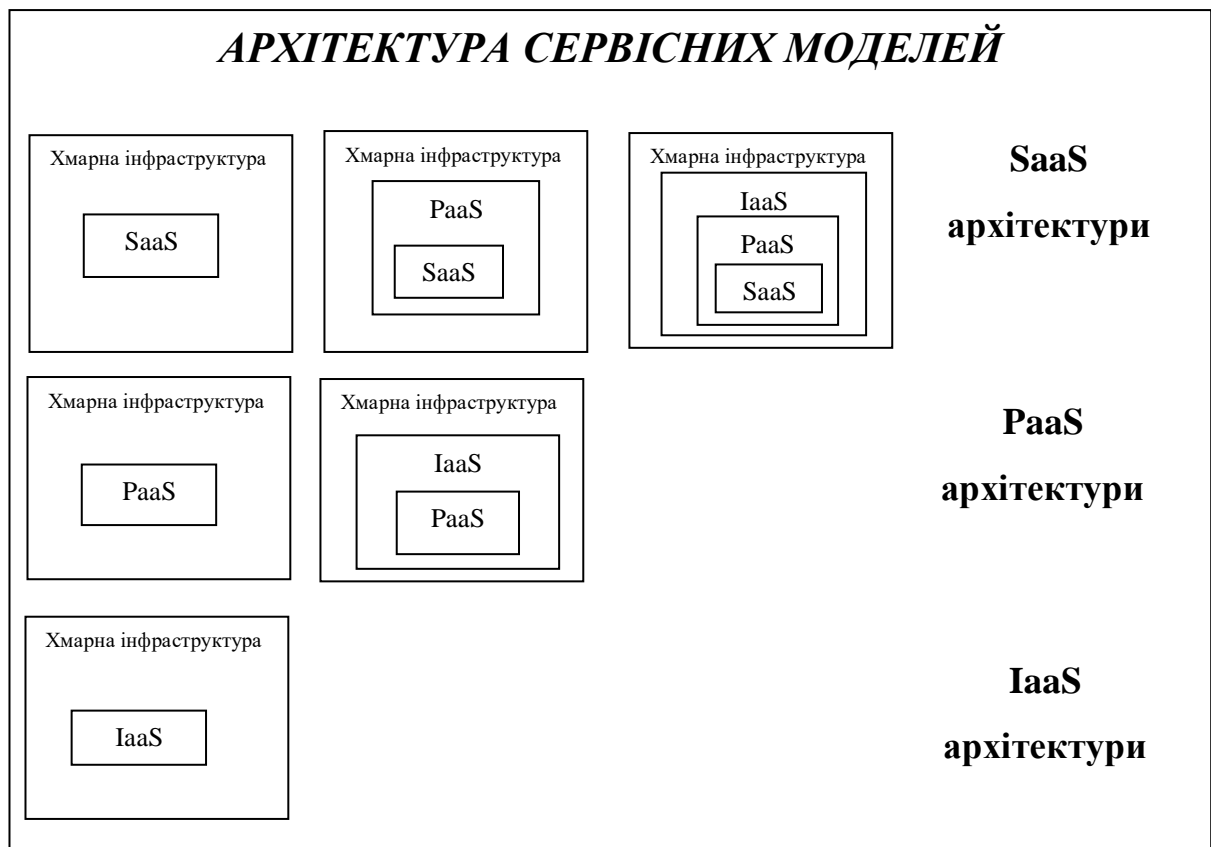 АРХІТЕКТУРА СЕРВІСНИХ МОДЕЛЕЙ
Хмарна інфраструктура
SaaS
Хмарна інфраструктура
PaaS
SaaS
Хмарна інфраструктура
IaaS
PaaS
SaaS
SaaS
архітектури
Хмарна інфраструктура
PaaS
Хмарна інфраструктура
IaaS
PaaS
PaaS
архітектури
Хмарна інфраструктура
IaaS
IaaS
архітектури